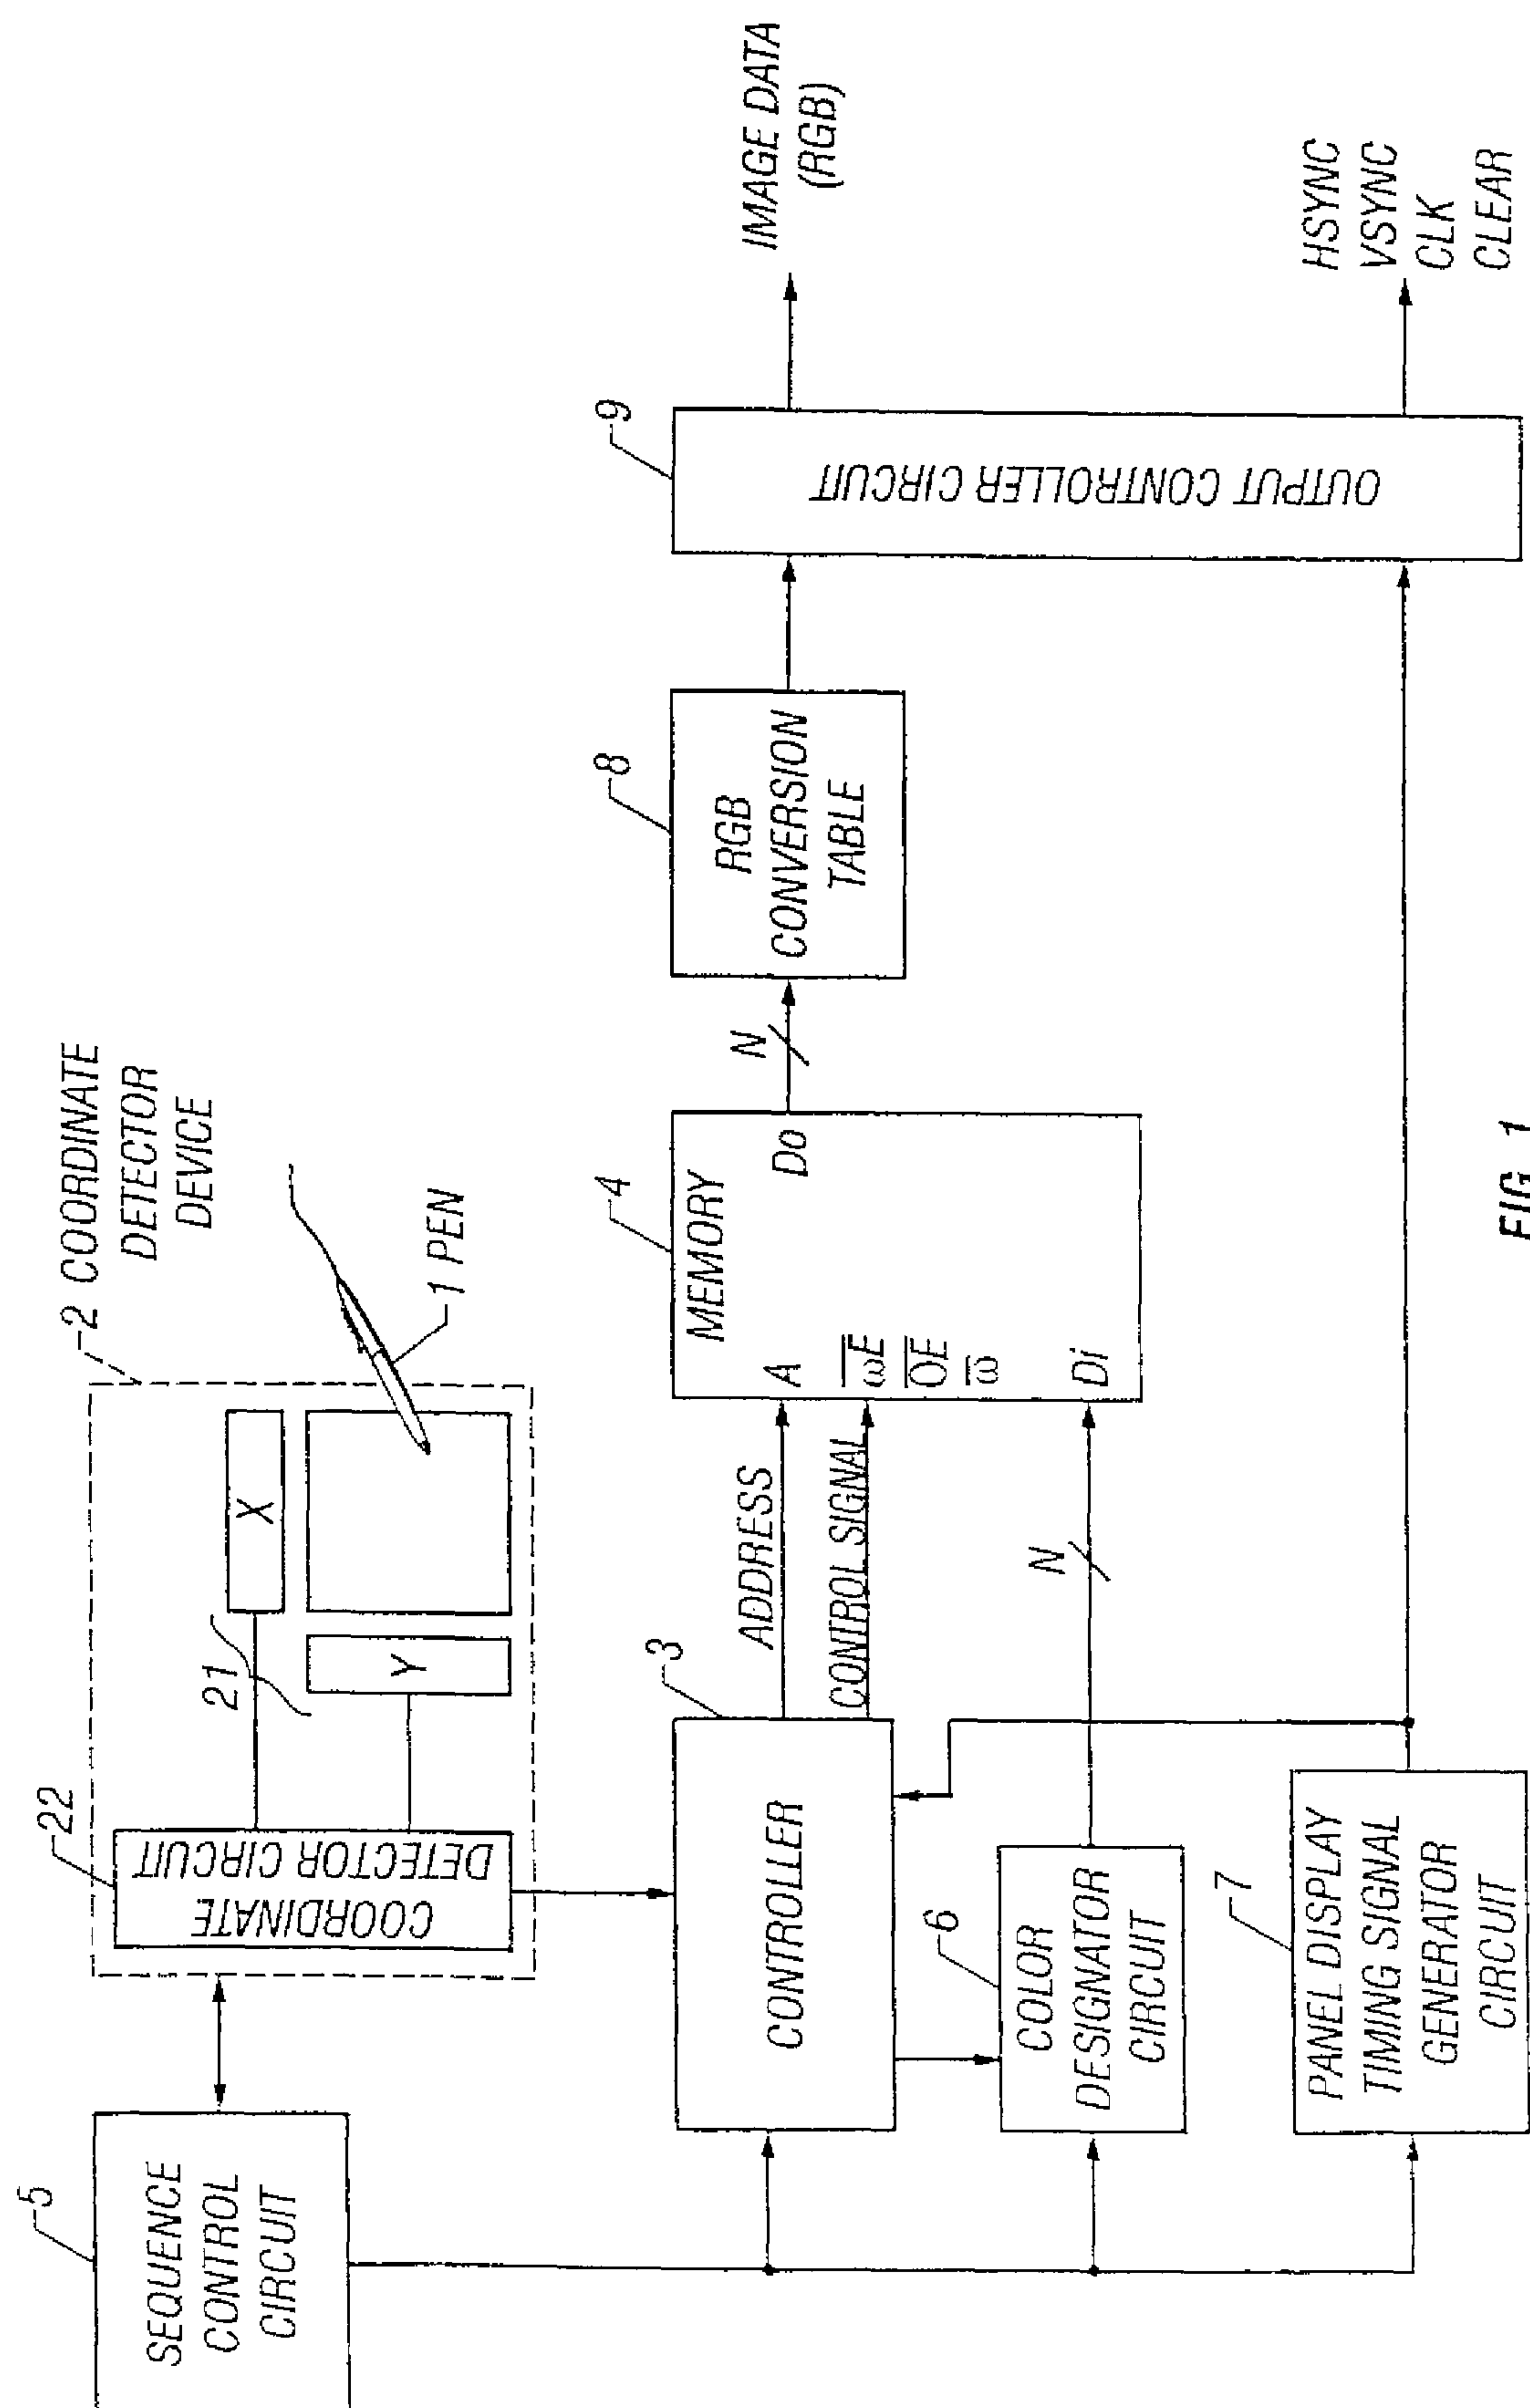 5
SEQUENCE
CONTROL
CIRCUIT
22
COORDINATE
DETECTOR CIRCUIT
21
X
Y
2 COORDINATE
DETECTOR
DEVICE
1 PEN
3
CONTROLLER
ADDRESS
CONTROL SIGNAL
4
MEMORY
A
Do
ω̅E̅
O̅E̅
ω̅
Di
N
N
8
RGB
CONVERSION
TABLE
9
OUTPUT CONTROLLER CIRCUIT
IMAGE DATA
(RGB)
6
COLOR
DESIGNATOR
CIRCUIT
7
PANEL DISPLAY
TIMING SIGNAL
GENERATOR
CIRCUIT
HSYNC
VSYNC
CLK
CLEAR
FIG. 1